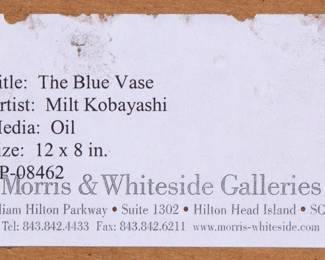 itle: The Blue Vase
rtist: Milt Kobayashi
Media: Oil
ize: 12 x 8 in.
P-08462
Morris & Whiteside Galleries
liam Hilton Parkway • Suite 1302 • Hilton Head Island • SC
Tel: 843.842.4433 Fax: 843.842.6211 www.morris-whiteside.com